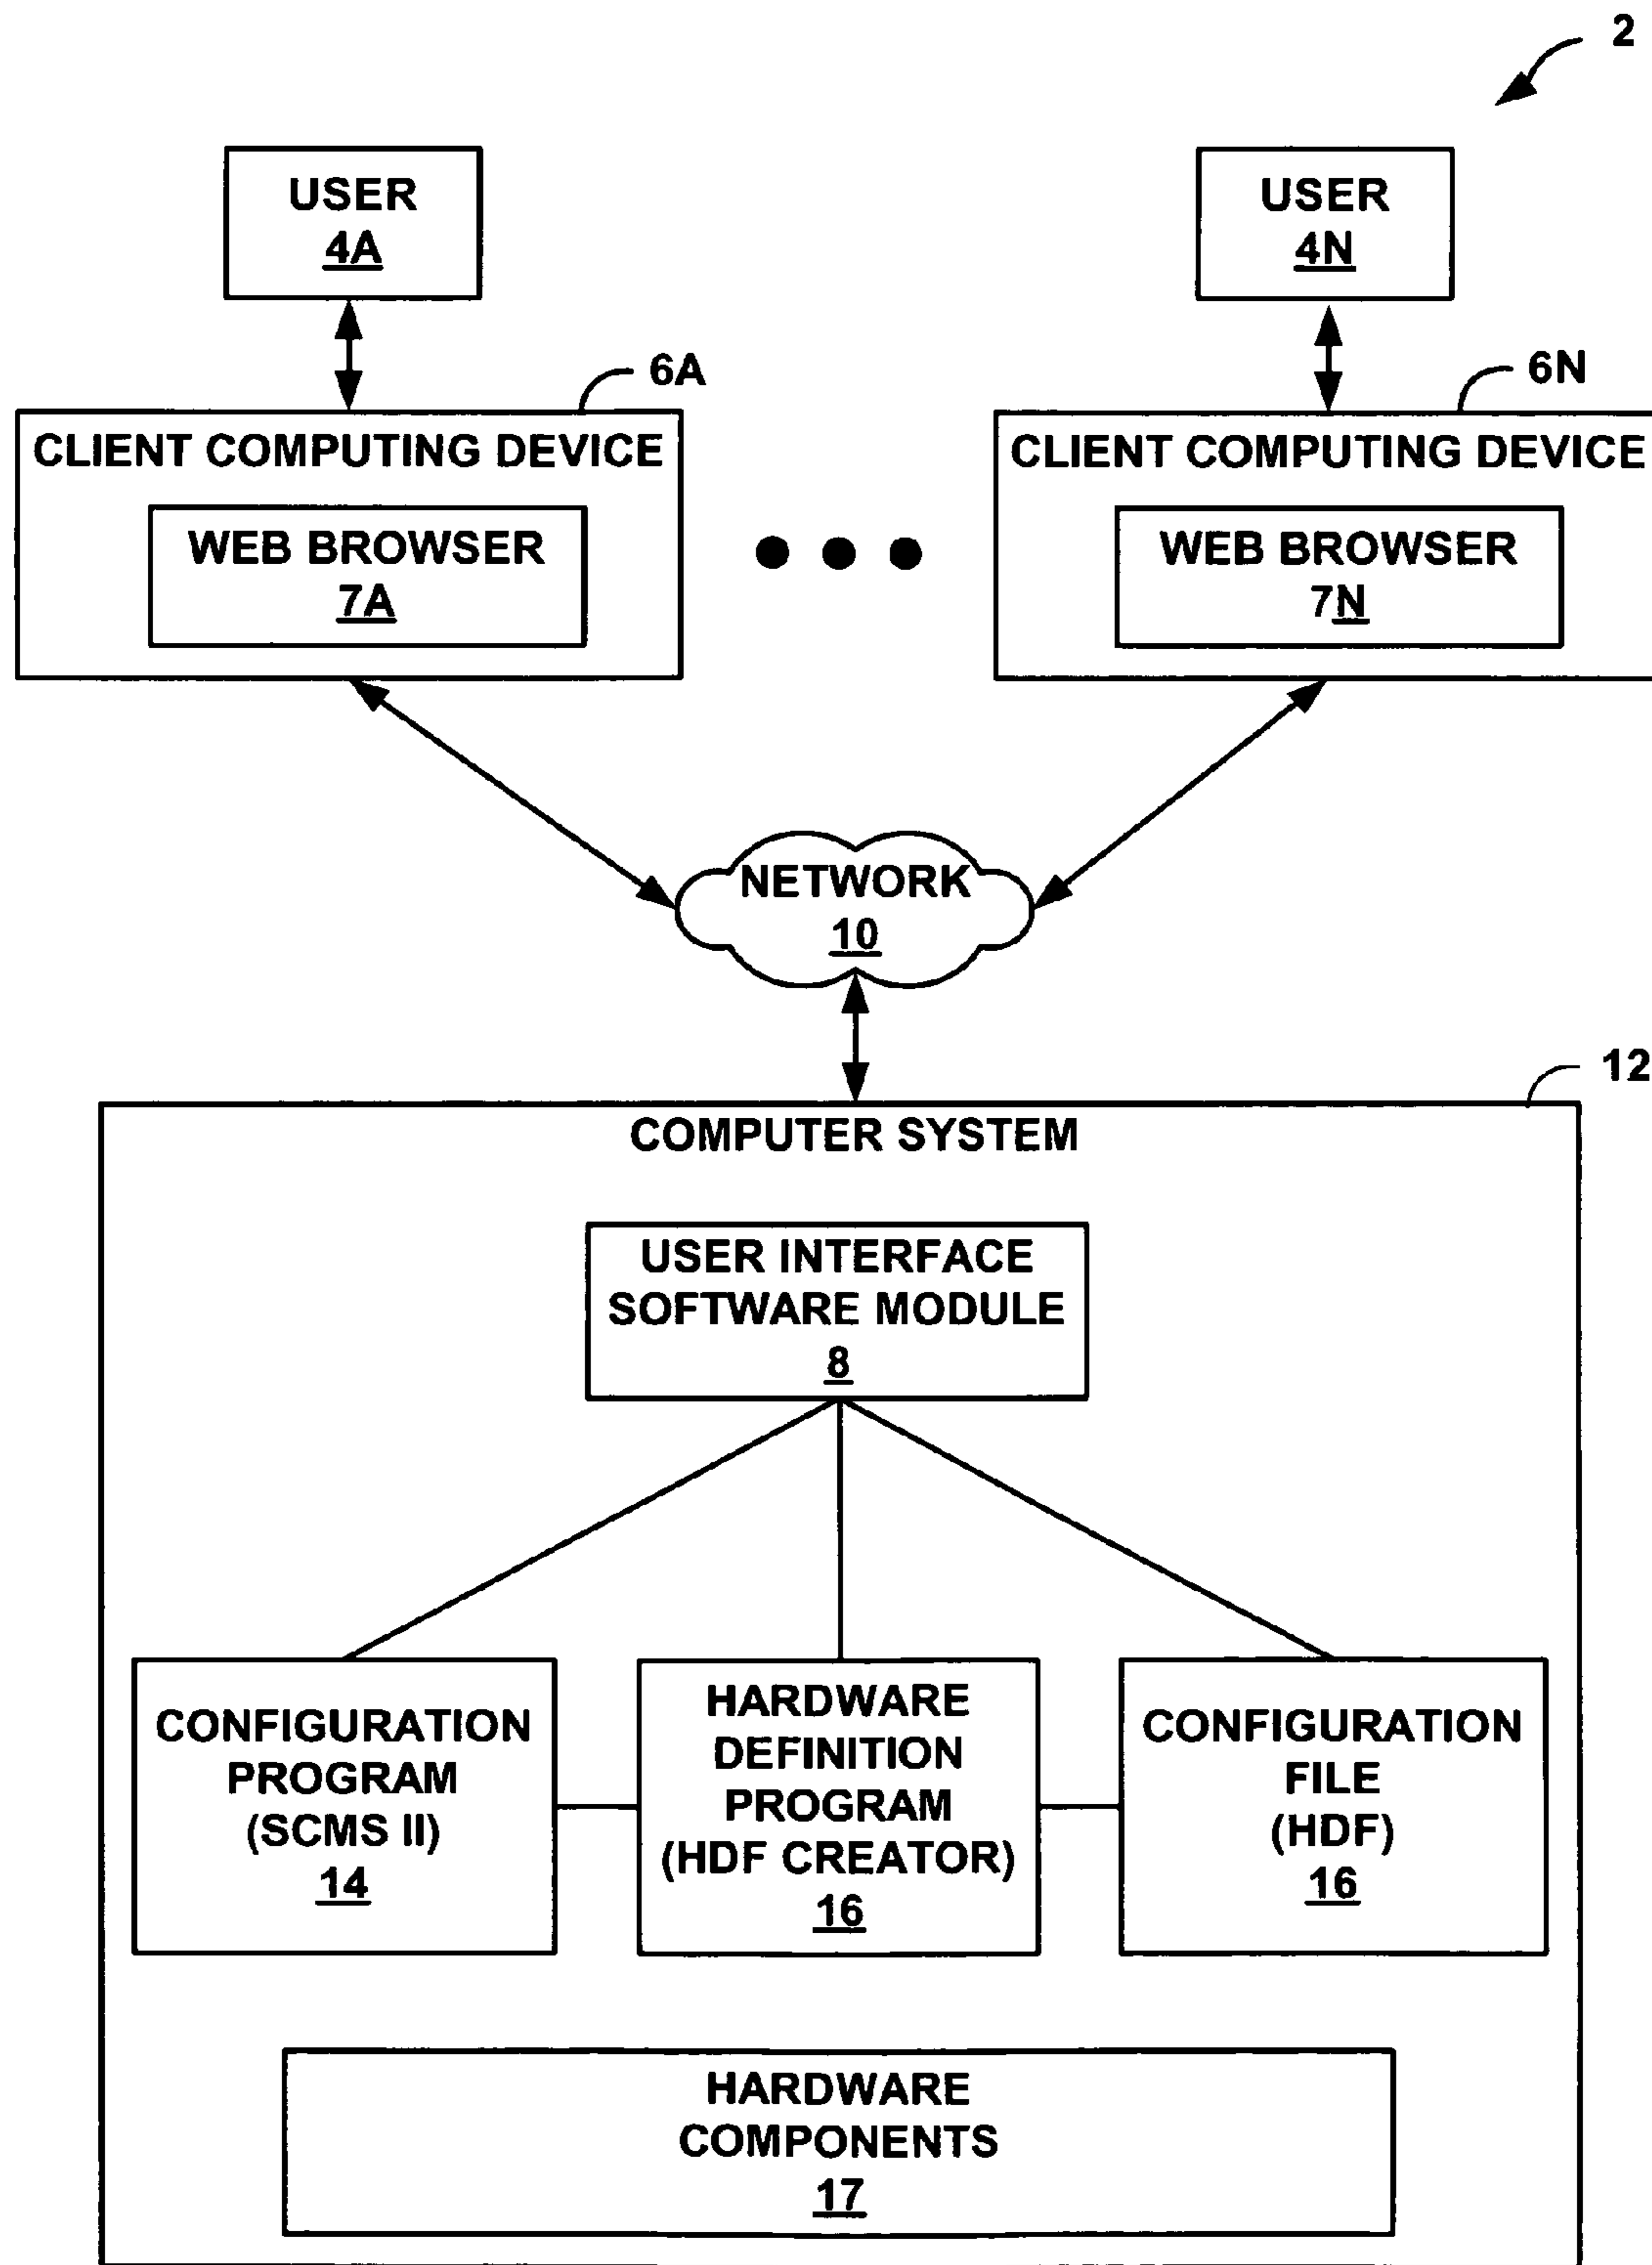 2
USER
4A
USER
4N
6A
6N
CLIENT COMPUTING DEVICE
WEB BROWSER
7A
CLIENT COMPUTING DEVICE
WEB BROWSER
7N
NETWORK
10
12
COMPUTER SYSTEM
USER INTERFACE
SOFTWARE MODULE
8
CONFIGURATION
PROGRAM
(SCMS II)
14
HARDWARE
DEFINITION
PROGRAM
(HDF CREATOR)
16
CONFIGURATION
FILE
(HDF)
16
HARDWARE
COMPONENTS
17